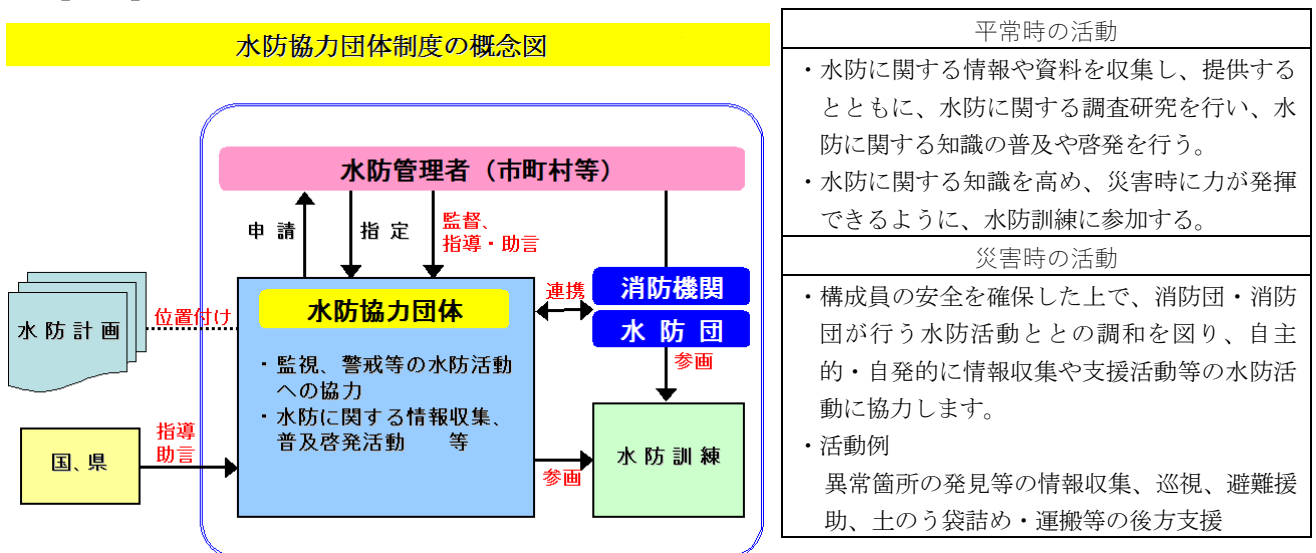 水防協力団体制度の概念図
水防管理者（市町村等）
申 請
指 定
監督、
指導・助言
水 防 計 画
位置付け
水防協力団体
・監視、警戒等の水防活動
への協力
・水防に関する情報収集、
普及啓発活動　等
連携
消防機関
水 防 団
参画
国、県
指導
助言
参画
水 防 訓 練
平常時の活動
・水防に関する情報や資料を収集し、提供する
とともに、水防に関する調査研究を行い、水
防に関する知識の普及や啓発を行う。
・水防に関する知識を高め、災害時に力が発揮
できるように、水防訓練に参加する。
災害時の活動
・構成員の安全を確保した上で、消防団・消防
団が行う水防活動ととの調和を図り、自主
的・自発的に情報収集や支援活動等の水防活
動に協力します。
・活動例
異常箇所の発見等の情報収集、巡視、避難援
助、土のう袋詰め・運搬等の後方支援